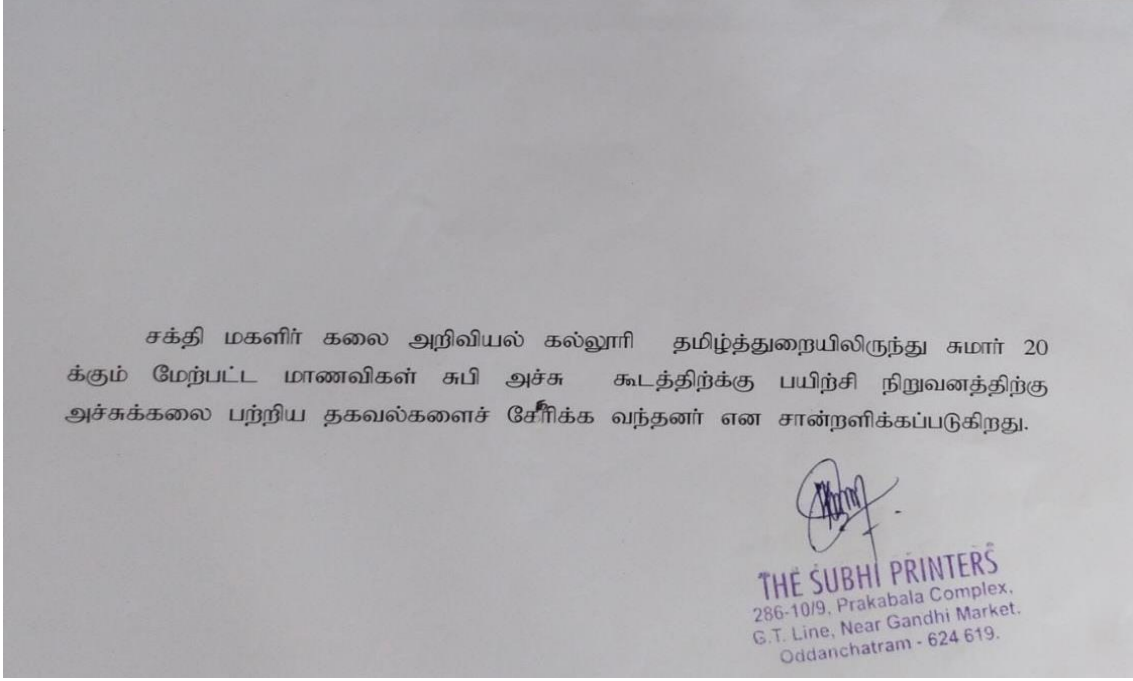 சக்தி மகளிர் கலை அறிவியல் கல்லூரி தமிழ்த்துறையிலிருந்து சுமார் 20
க்கும் மேற்பட்ட மாணவிகள் சுபி அச்சு கூடத்திற்க்கு பயிற்சி நிறுவனத்திற்கு
அச்சுக்கலை பற்றிய தகவல்களைச் சேரிக்க வந்தனர் என சான்றளிக்கப்படுகிறது.
THE SUBHI PRINTERS
286-10/9, Prakabala Complex,
G.T. Line, Near Gandhi Market,
Oddanchatram - 624 619.